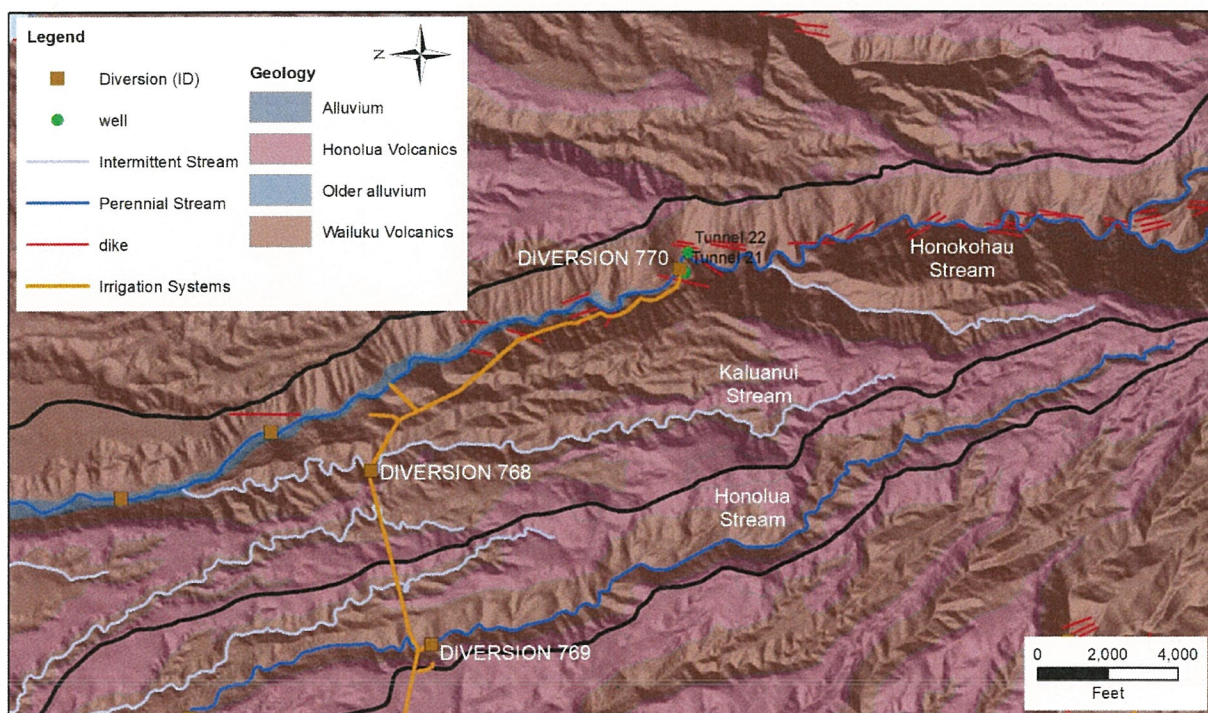 Legend
Diversion (ID)
well
Intermittent Stream
Perennial Stream
dike
Irrigation Systems
N
Geology
Alluvium
Honolua Volcanics
Older alluvium
Wailuku Volcanics
Tunnel 22
DIVERSION 770
Tunnel 21
Honokohau
Stream
Kaluanui
Stream
DIVERSION 768
Honolua
Stream
DIVERSION 769
0 2,000 4,000
Feet